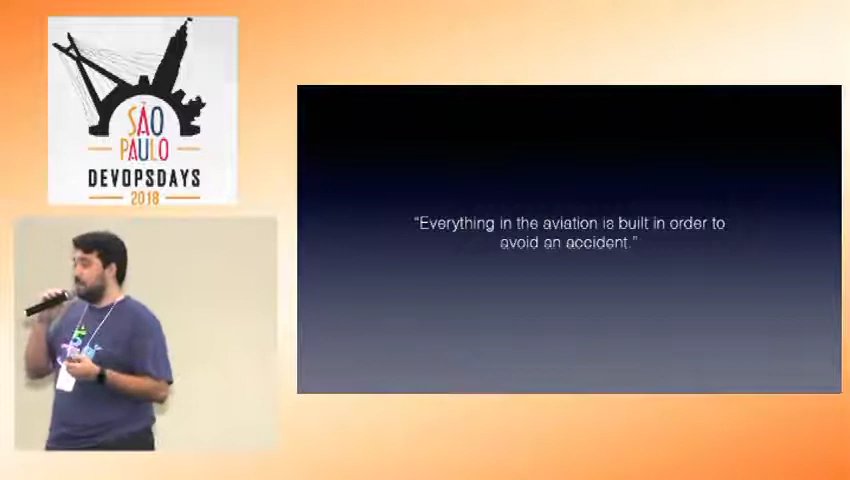 SÃO
PAULO
DEVOPSDAYS
2018
“Everything in the aviation is built in order to
avoid an accident.”